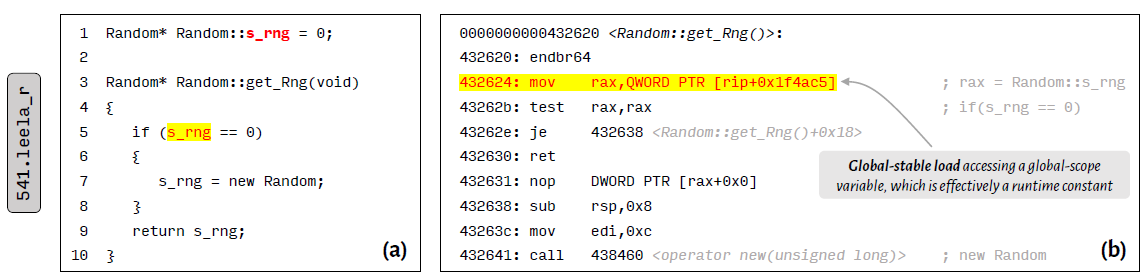 541.leela_r
1 Random* Random::s_rng = 0;
2
3 Random* Random::get_Rng(void)
4 {
5 if (s_rng == 0)
6 {
7 s_rng = new Random;
8 }
9 return s_rng;
10 }
(a)
0000000000432620 <Random::get_Rng()>:
432620: endbr64
432624: mov rax,QWORD PTR [rip+0x1f4ac5] ; rax = Random::s_rng
43262b: test rax,rax ; if(s_rng == 0)
43262e: je 432638 <Random::get_Rng()+0x18>
432630: ret
432631: nop DWORD PTR [rax+0x0]
432638: sub rsp,0x8
43263c: mov edi,0xc
432641: call 438460 <operator new(unsigned long)> ; new Random
Global-stable load accessing a global-scope
variable, which is effectively a runtime constant
(b)